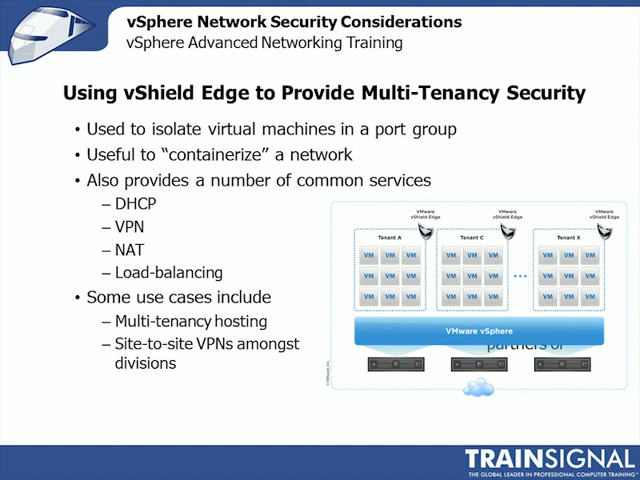 vSphere Network Security Considerations
vSphere Advanced Networking Training
Using vShield Edge to Provide Multi-Tenancy Security
• Used to isolate virtual machines in a port group
• Useful to “containerize” a network
• Also provides a number of common services
– DHCP
– VPN
– NAT
– Load-balancing
• Some use cases include
– Multi-tenancy hosting
– Site-to-site VPNs amongst
partners or
divisions
VMware
vShield Edge
VMware
vShield Edge
VMware
vShield Edge
Tenant A
Tenant C
Tenant X
VM VM VM
VM VM VM
VM VM VM
VM VM VM
VM VM VM
VM VM VM
VM VM VM
VM VM VM
VM VM VM
...
VMware vSphere
©VMware, Inc.
TRAINSIGNAL
THE GLOBAL LEADER IN PROFESSIONAL COMPUTER TRAINING